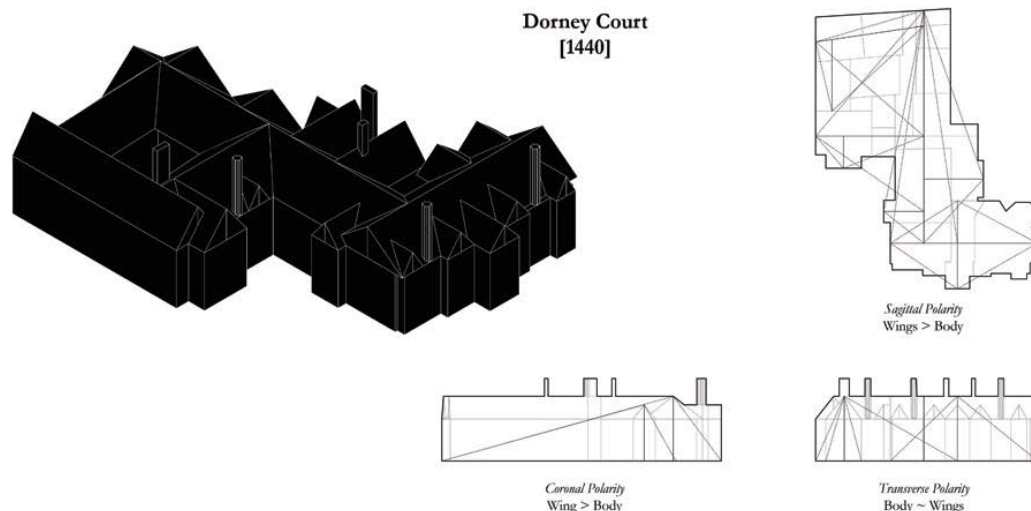 Dorney Court
[1440]
Sagittal Polarity
Wings > Body
Coronal Polarity
Wing > Body
Transverse Polarity
Body ~ Wings